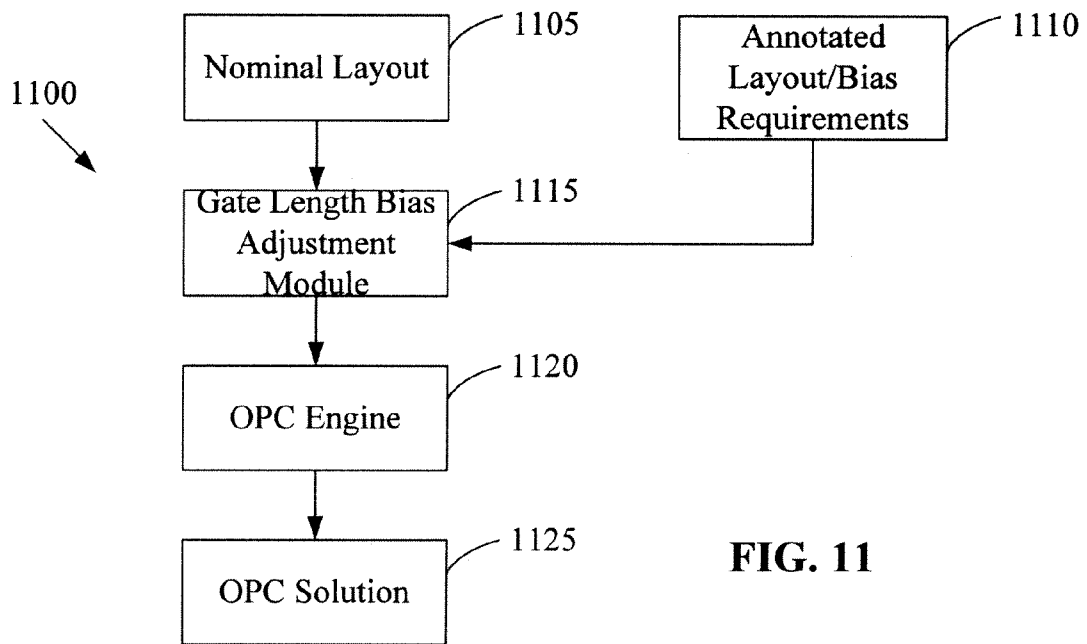 1105
Nominal Layout
1110
Annotated
Layout/Bias
Requirements
1100
1115
Gate Length Bias
Adjustment
Module
1120
OPC Engine
1125
OPC Solution
FIG. 11